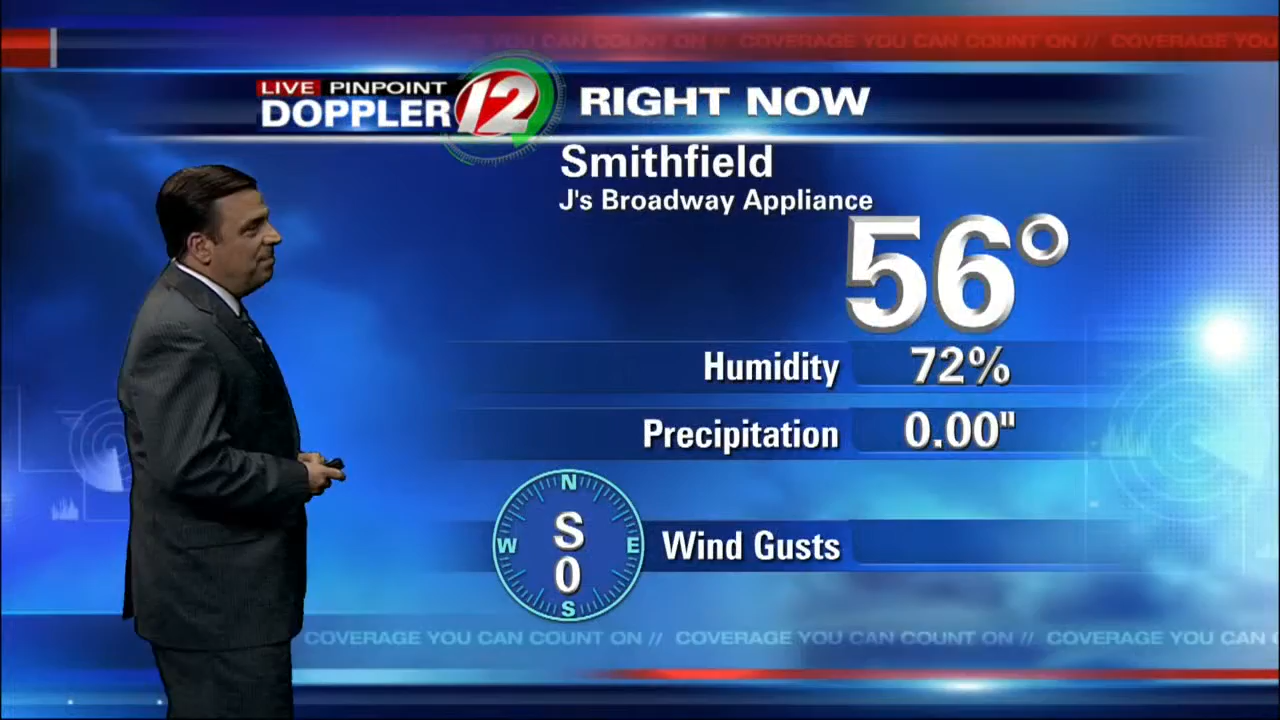 COVERAGE YOU CAN COUNT ON // COVERAGE YOU CAN COUNT ON // COVERAGE YOU
LIVE PINPOINT
DOPPLER 12
RIGHT NOW
Smithfield
J's Broadway Appliance
56°
Humidity 72%
Precipitation 0.00"
N
W S E
0
S
Wind Gusts
COVERAGE YOU CAN COUNT ON // COVERAGE YOU CAN COUNT ON // COVERAGE YOU CAN